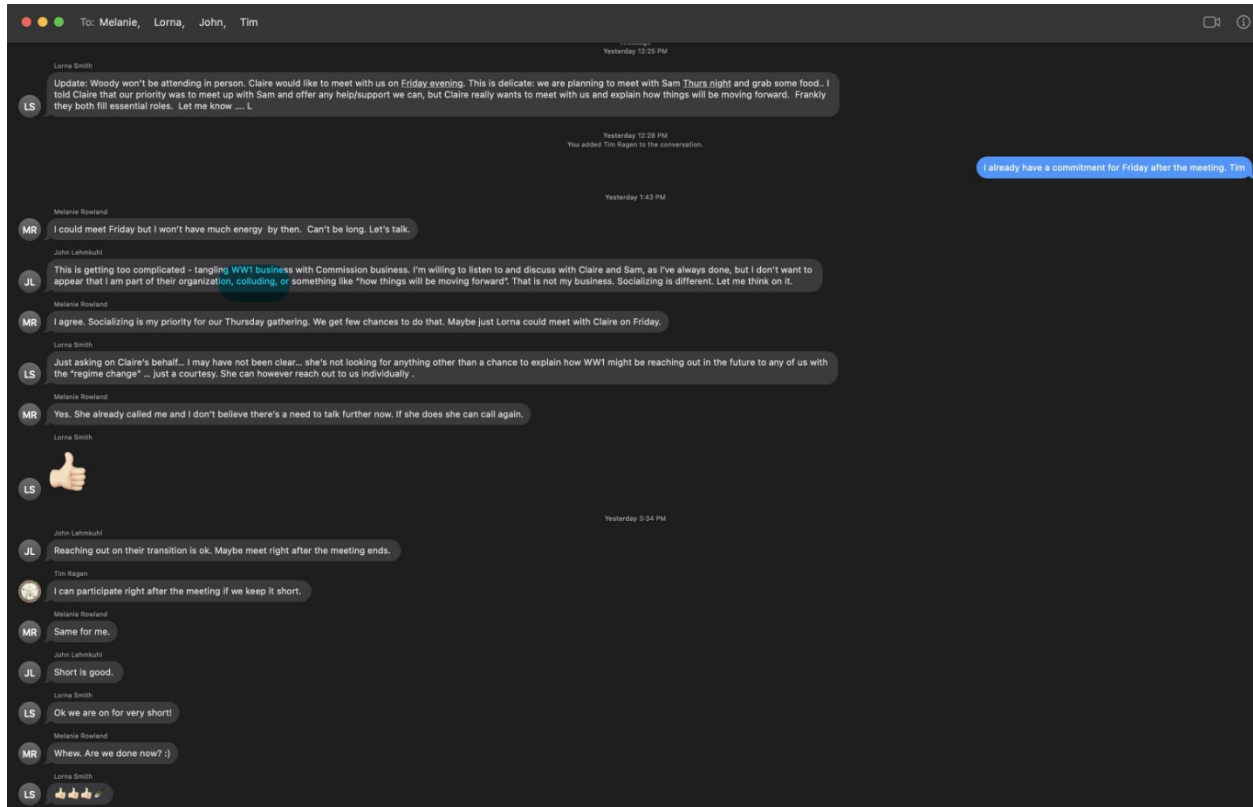 To: Melanie, Lorna, John, Tim
Yesterday 12:25 PM
Lorna Smith
Update: Woody won't be attending in person. Claire would like to meet with us on Friday evening. This is delicate: we are planning to meet with Sam Thurs night and grab some food.. I
told Claire that our priority was to meet up with Sam and offer any help/support we can, but Claire really wants to meet with us and explain how things will be moving forward. Frankly
they both fill essential roles. Let me know .... L
LS
Yesterday 12:28 PM
You added Tim Ragen to the conversation.
I already have a commitment for Friday after the meeting. Tim
Yesterday 1:43 PM
Melanie Rowland
MR
I could meet Friday but I won't have much energy by then. Can't be long. Let's talk.
John Lehmkuhl
This is getting too complicated - tangling WW1 business with Commission business. I'm willing to listen to and discuss with Claire and Sam, as I've always done, but I don't want to
appear that I am part of their organization, colluding, or something like "how things will be moving forward". That is not my business. Socializing is different. Let me think on it.
JL
Melanie Rowland
MR
I agree. Socializing is my priority for our Thursday gathering. We get few chances to do that. Maybe just Lorna could meet with Claire on Friday.
Lorna Smith
Just asking on Claire's behalf... I may have not been clear... she's not looking for anything other than a chance to explain how WW1 might be reaching out in the future to any of us with
the "regime change" ... just a courtesy. She can however reach out to us individually .
LS
Melanie Rowland
MR
Yes. She already called me and I don't believe there's a need to talk further now. If she does she can call again.
Lorna Smith
LS
Yesterday 3:34 PM
John Lehmkuhl
JL
Reaching out on their transition is ok. Maybe meet right after the meeting ends.
Tim Ragen
I can participate right after the meeting if we keep it short.
Melanie Rowland
MR
Same for me.
John Lehmkuhl
JL
Short is good.
Lorna Smith
LS
Ok we are on for very short!
Melanie Rowland
MR
Whew. Are we done now? :)
Lorna Smith
LS